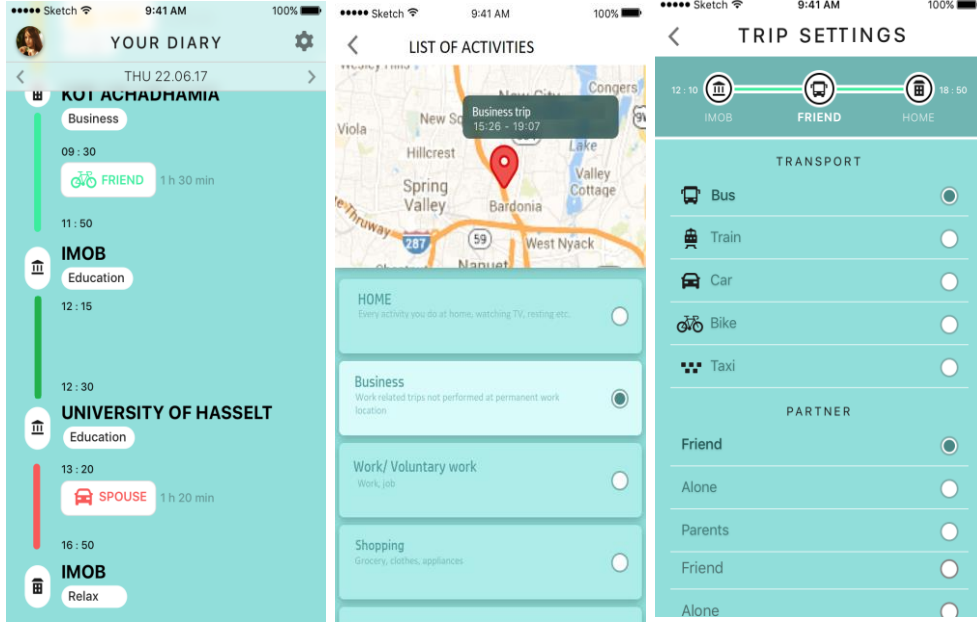 Sketch
9:41 AM
100%
YOUR DIARY
THU 22.06.17
KOT ACHADHAMIA
Business
09 : 30
FRIEND
1 h 30 min
11 : 50
IMOB
Education
12 : 15
12 : 30
UNIVERSITY OF HASSELT
Education
13 : 20
SPOUSE
1 h 20 min
16 : 50
IMOB
Relax
Sketch
9:41 AM
100%
LIST OF ACTIVITIES
Wesley Hills
New City
Congers
Business trip
15:26 - 19:07
Viola
Hillcrest
Lake
Valley
Cottage
Spring
Valley
Bardonia
Thruway
287
59
West Nyack
Nanuet
HOME
Every activity you do at home, watching TV, resting etc.
Business
Work related trips not performed at permanent work
location
Work/ Voluntary work
Work, job
Shopping
Grocery, clothes, appliances
Sketch
9:41 AM
100%
TRIP SETTINGS
12 : 10
18 : 50
IMOB
FRIEND
HOME
TRANSPORT
Bus
Train
Car
Bike
Taxi
PARTNER
Friend
Alone
Parents
Friend
Alone